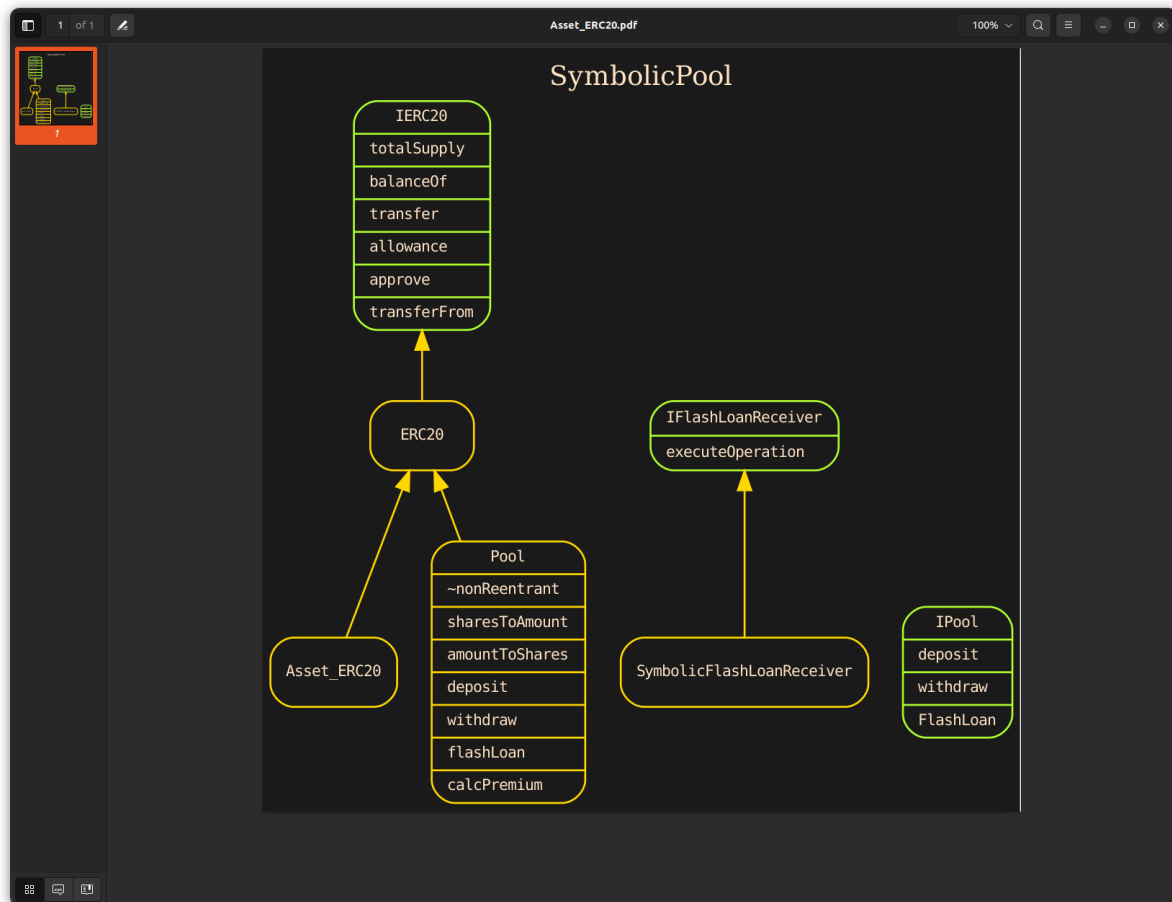 1 of 1
Asset_ERC20.pdf
100%
1
SymbolicPool
IERC20
totalSupply
balanceOf
transfer
allowance
approve
transferFrom
ERC20
IFlashLoanReceiver
executeOperation
Asset_ERC20
Pool
~nonReentrant
sharesToAmount
amountToShares
deposit
withdraw
flashLoan
calcPremium
SymbolicFlashLoanReceiver
IPool
deposit
withdraw
FlashLoan